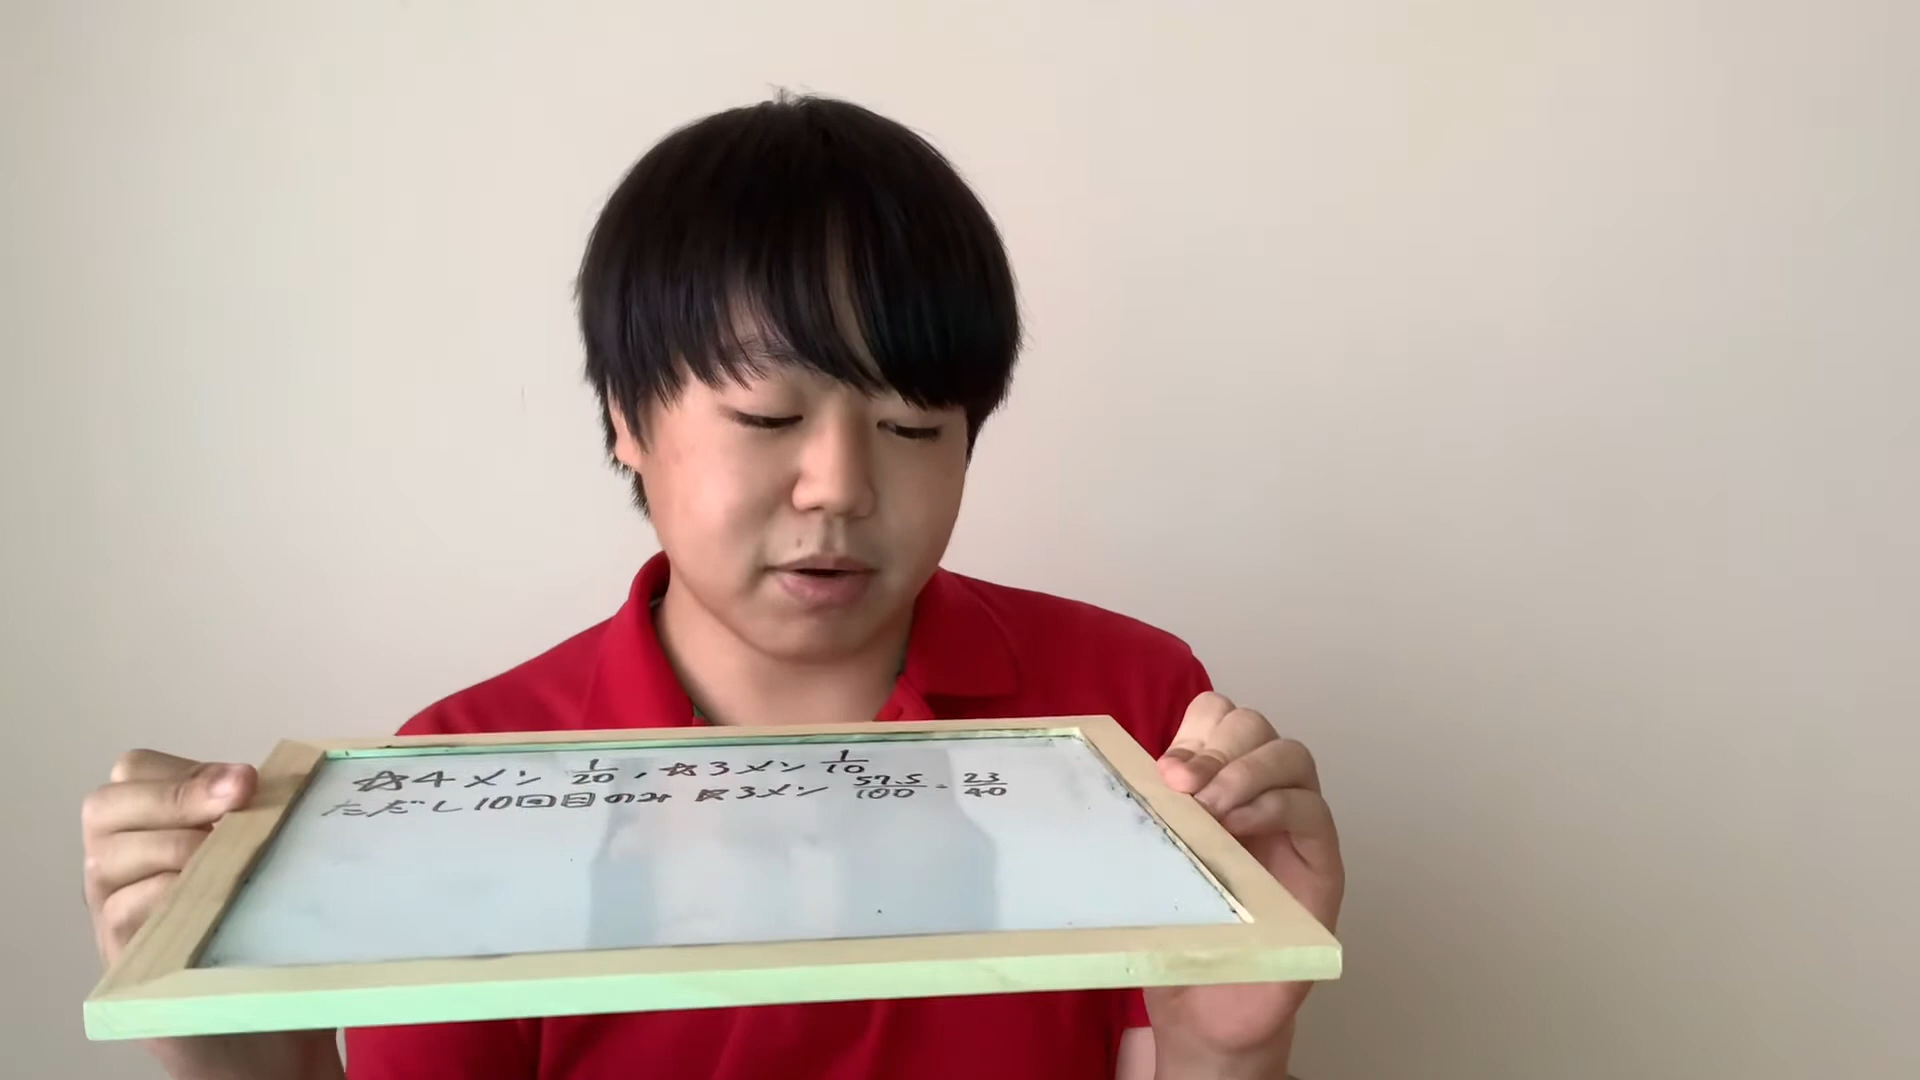 ☆4メン 1/20, ☆3メン 1/10
ただし10回目のみ ☆3メン 57.5/100 = 23/40